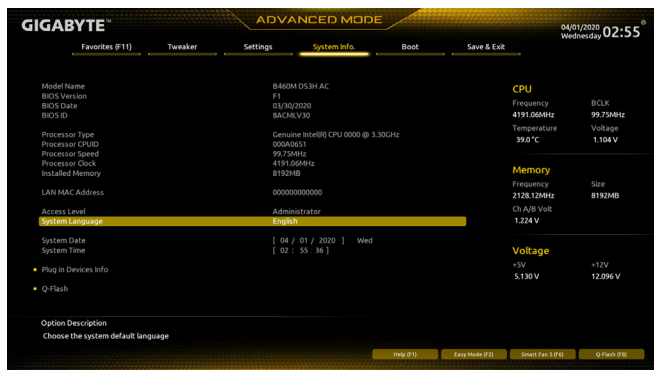 GIGABYTE™
ADVANCED MODE
04/01/2020
Wednesday 02:55
Favorites (F11) Tweaker Settings System Info. Boot Save & Exit
Model Name B460M DS3H AC
BIOS Version F1
BIOS Date 03/30/2020
BIOS ID 8ACMLV30
Processor Type Genuine Intel(R) CPU 0000 @ 3.30GHz
Processor CPUID 000A0651
Processor Speed 99.75MHz
Processor Clock 4191.06MHz
Installed Memory 8192MB
LAN MAC Address 000000000000
Access Level Administrator
System Language English
System Date [ 04 / 01 / 2020 ] Wed
System Time [ 02 : 55 : 36 ]
Plug in Devices Info
Q-Flash
CPU
Frequency BCLK
4191.06MHz 99.75MHz
Temperature Voltage
39.0 °C 1.104 V
Memory
Frequency Size
2128.12MHz 8192MB
Ch A/B Volt
1.224 V
Voltage
+5V +12V
5.130 V 12.096 V
Option Description
Choose the system default language
Help (F1) Easy Mode (F2) Smart Fan 5 (F6) Q-Flash (F8)